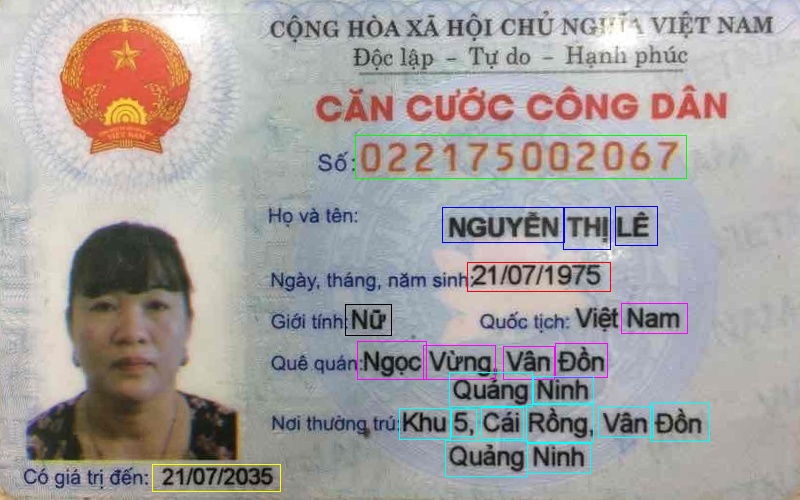 CỘNG HÒA XÃ HỘI CHỦ NGHĨA VIỆT NAM
Độc lập - Tự do - Hạnh phúc
CĂN CƯỚC CÔNG DÂN
Số: 022175002067
Họ và tên: NGUYỄN THỊ LÊ
Ngày, tháng, năm sinh: 21/07/1975
Giới tính: Nữ Quốc tịch: Việt Nam
Quê quán: Ngọc Vừng, Vân Đồn
Quảng Ninh
Nơi thường trú: Khu 5, Cái Rồng, Vân Đồn
Quảng Ninh
Có giá trị đến: 21/07/2035